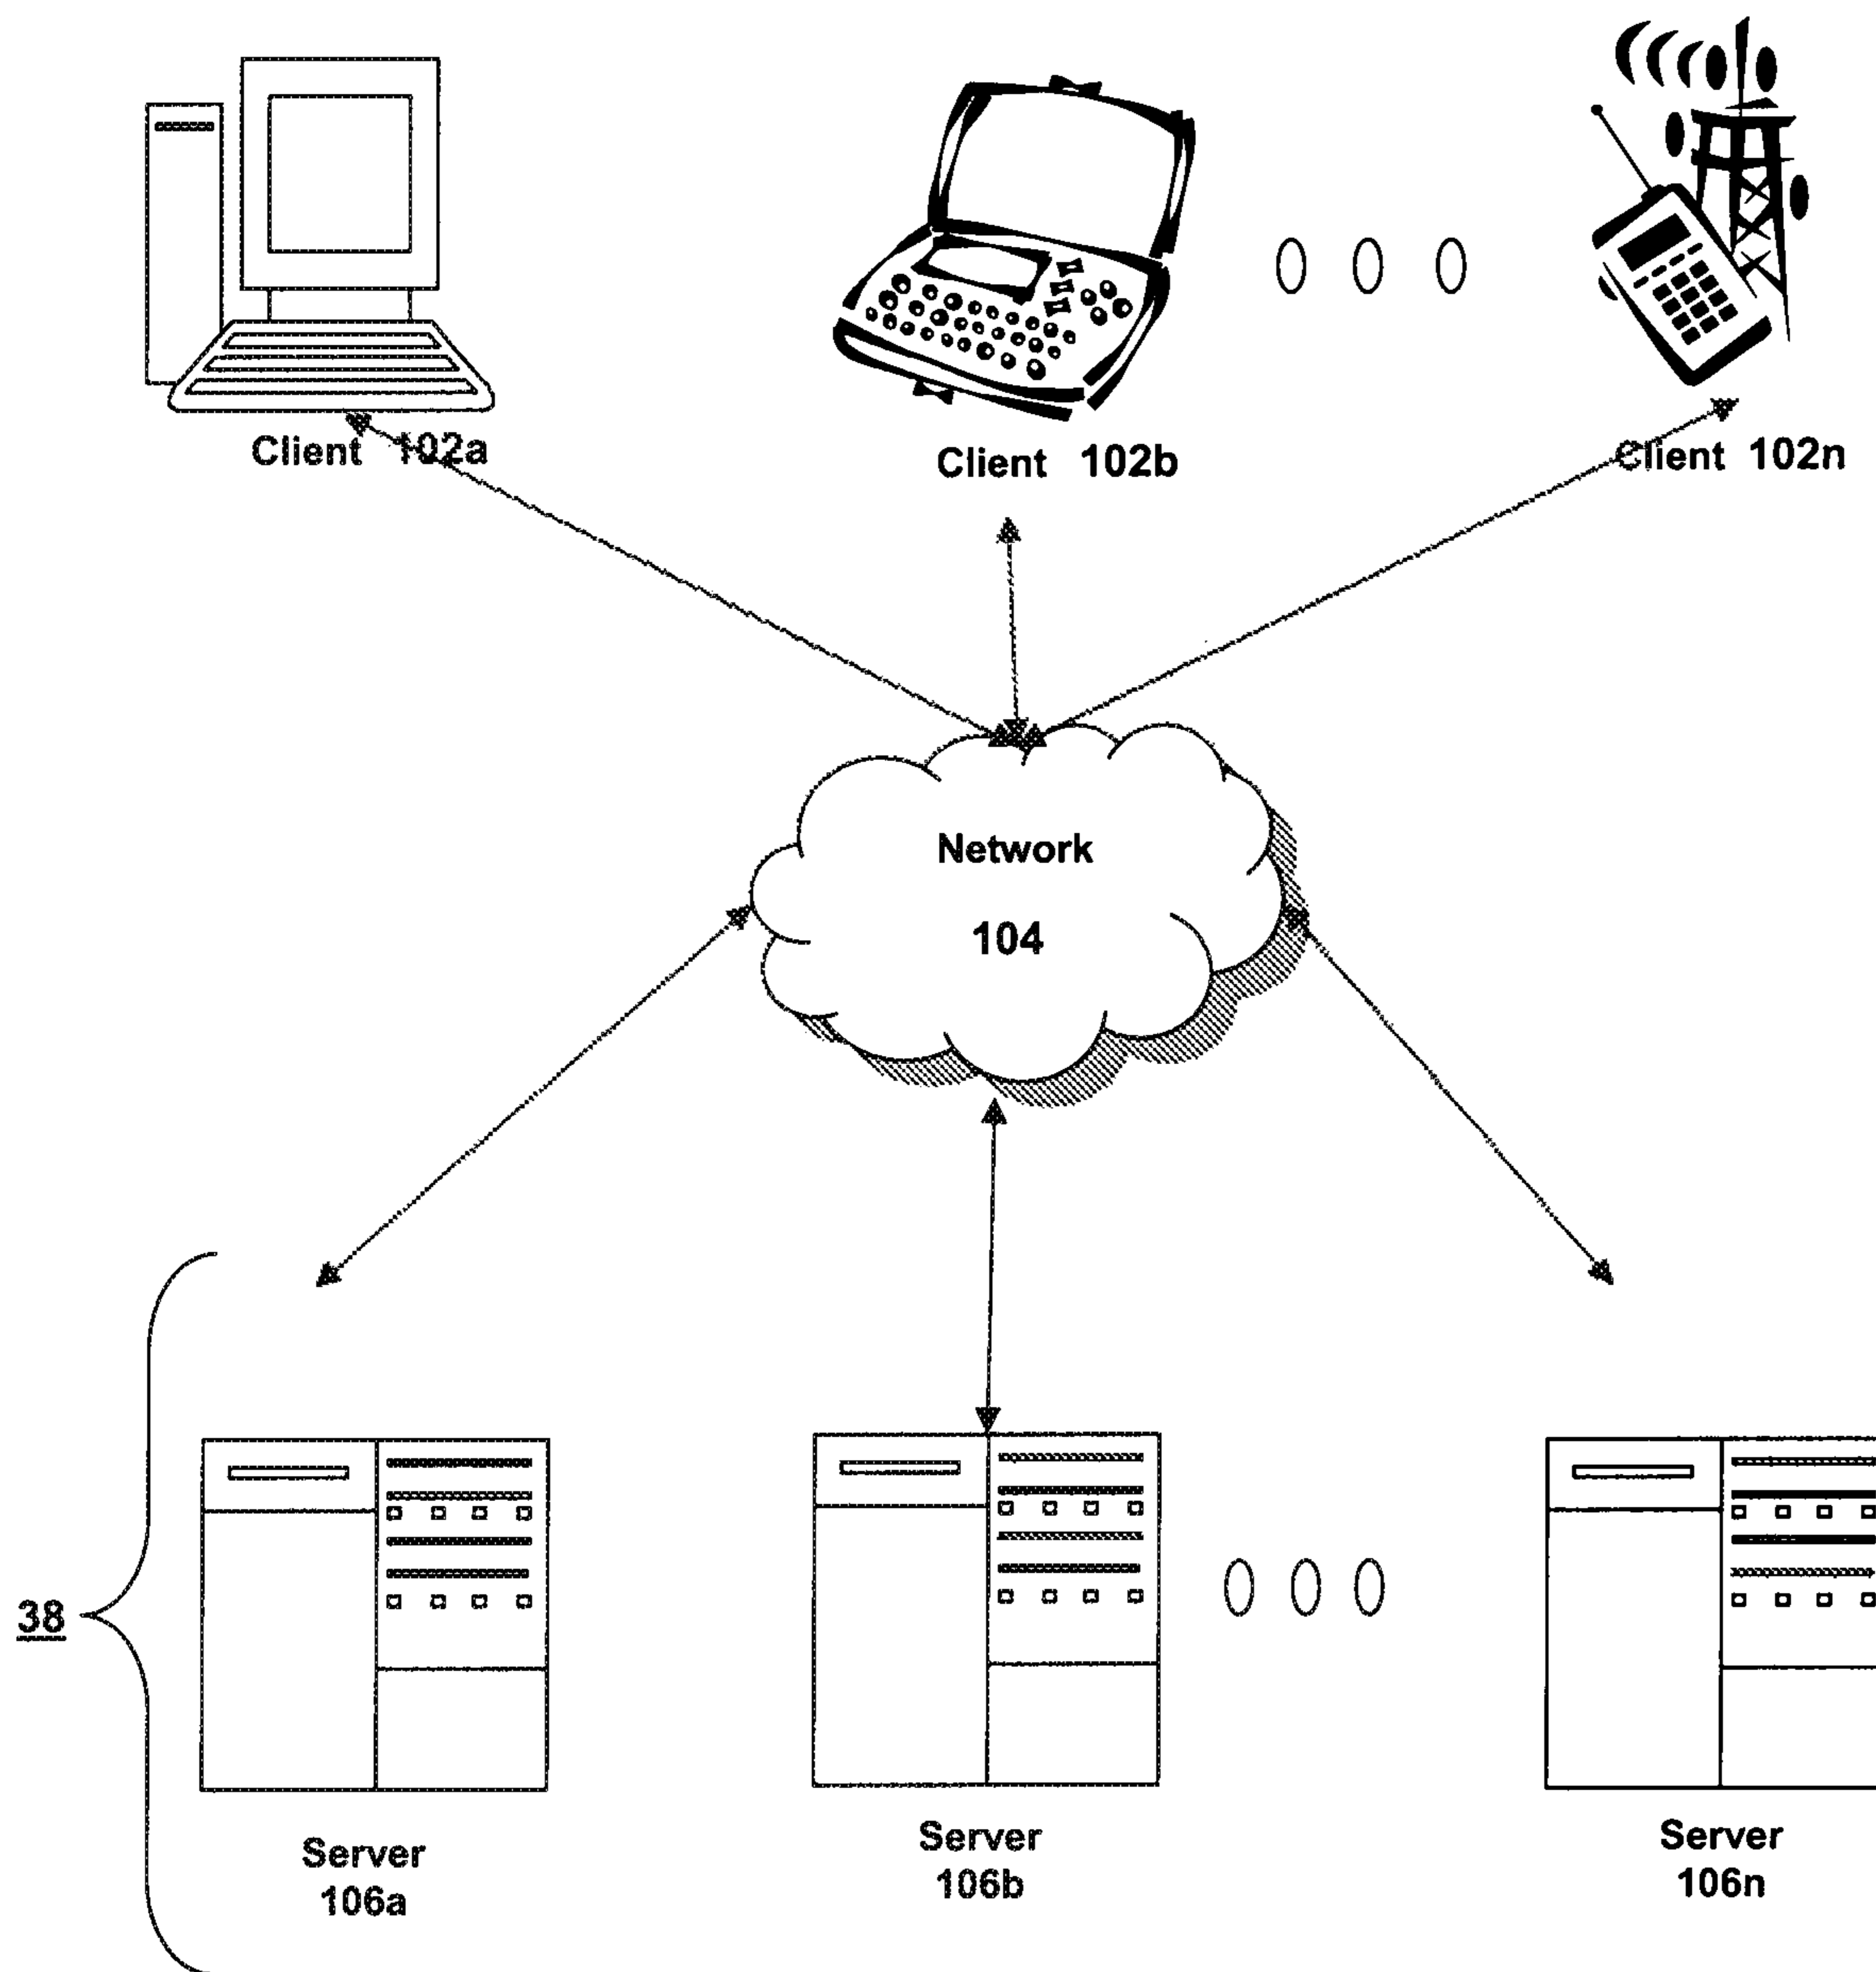 Client 102a
Client 102b
Client 102n
Network
104
38
Server
106a
Server
106b
Server
106n